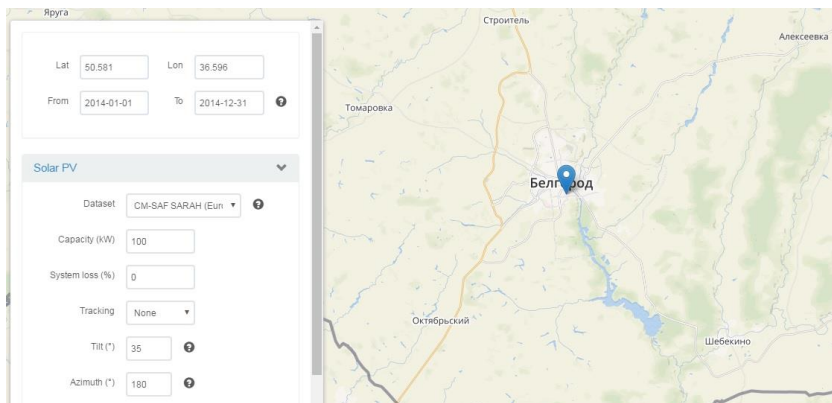 Lat 50.581 Lon 36.596
From 2014-01-01 To 2014-12-31 ?
Solar PV
Dataset CM-SAF SARAH (Eur ?
Capacity (kW) 100
System loss (%) 0
Tracking None
Tilt (°) 35 ?
Azimuth (°) 180 ?
Яруга
Строитель
Алексеевка
Томаровка
Белгород
Октябрьский
Шебекино